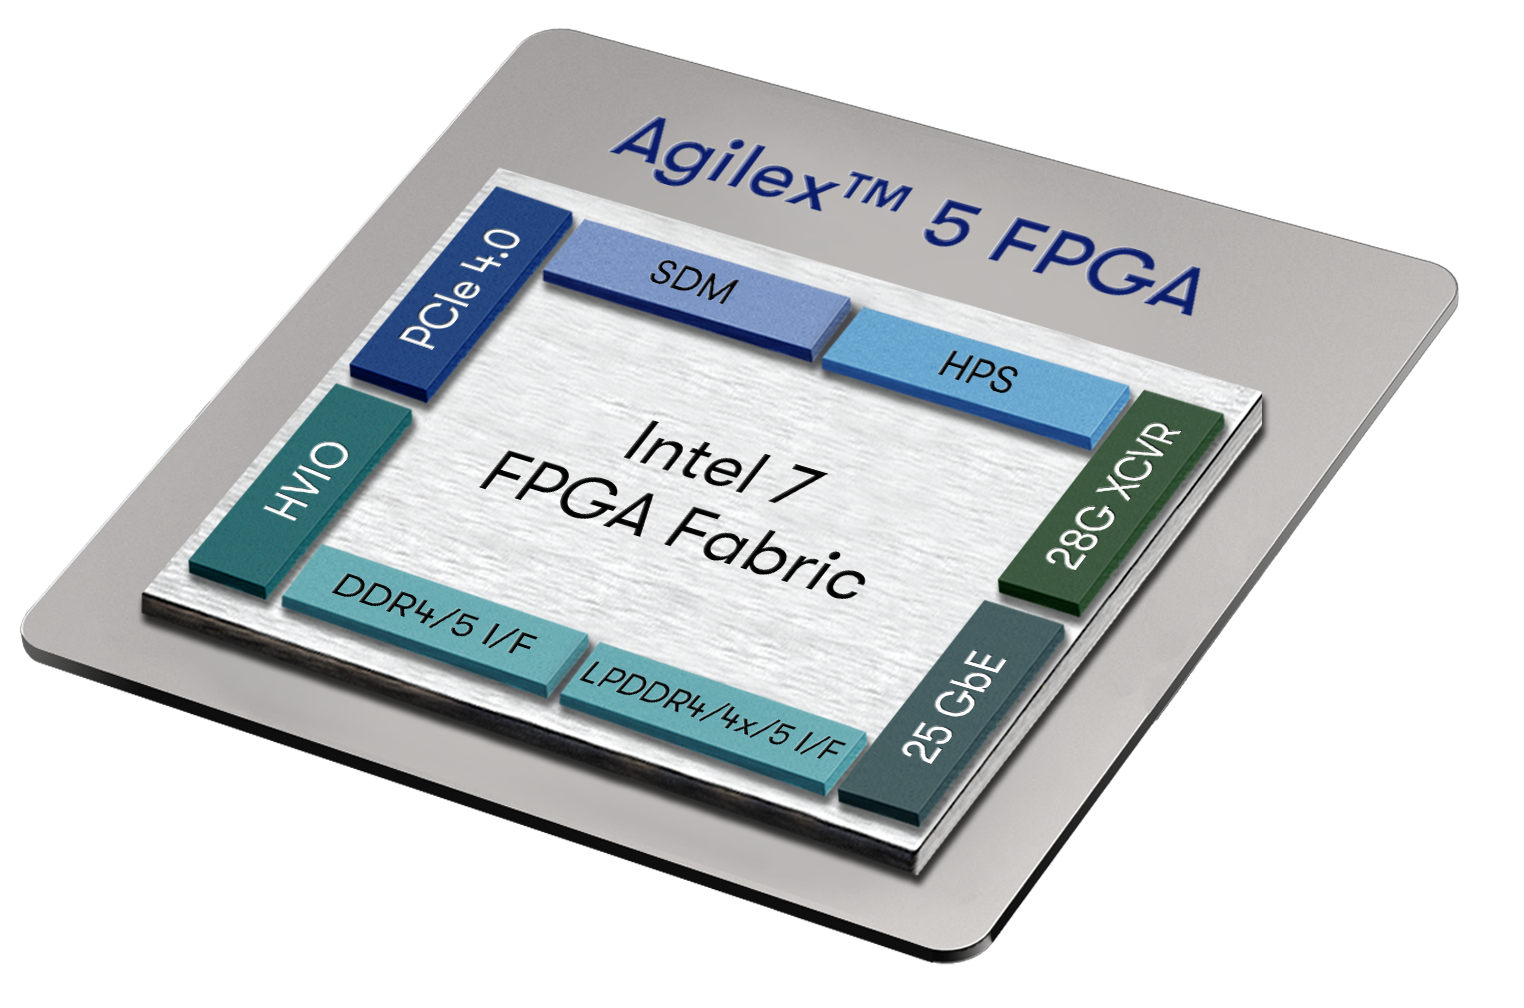 Agilex™ 5 FPGA
PCIe 4.0
SDM
HPS
28G XCVR
HVIO
Intel 7
FPGA Fabric
DDR4/5 I/F
LPDDR4/4x/5 I/F
25 GbE